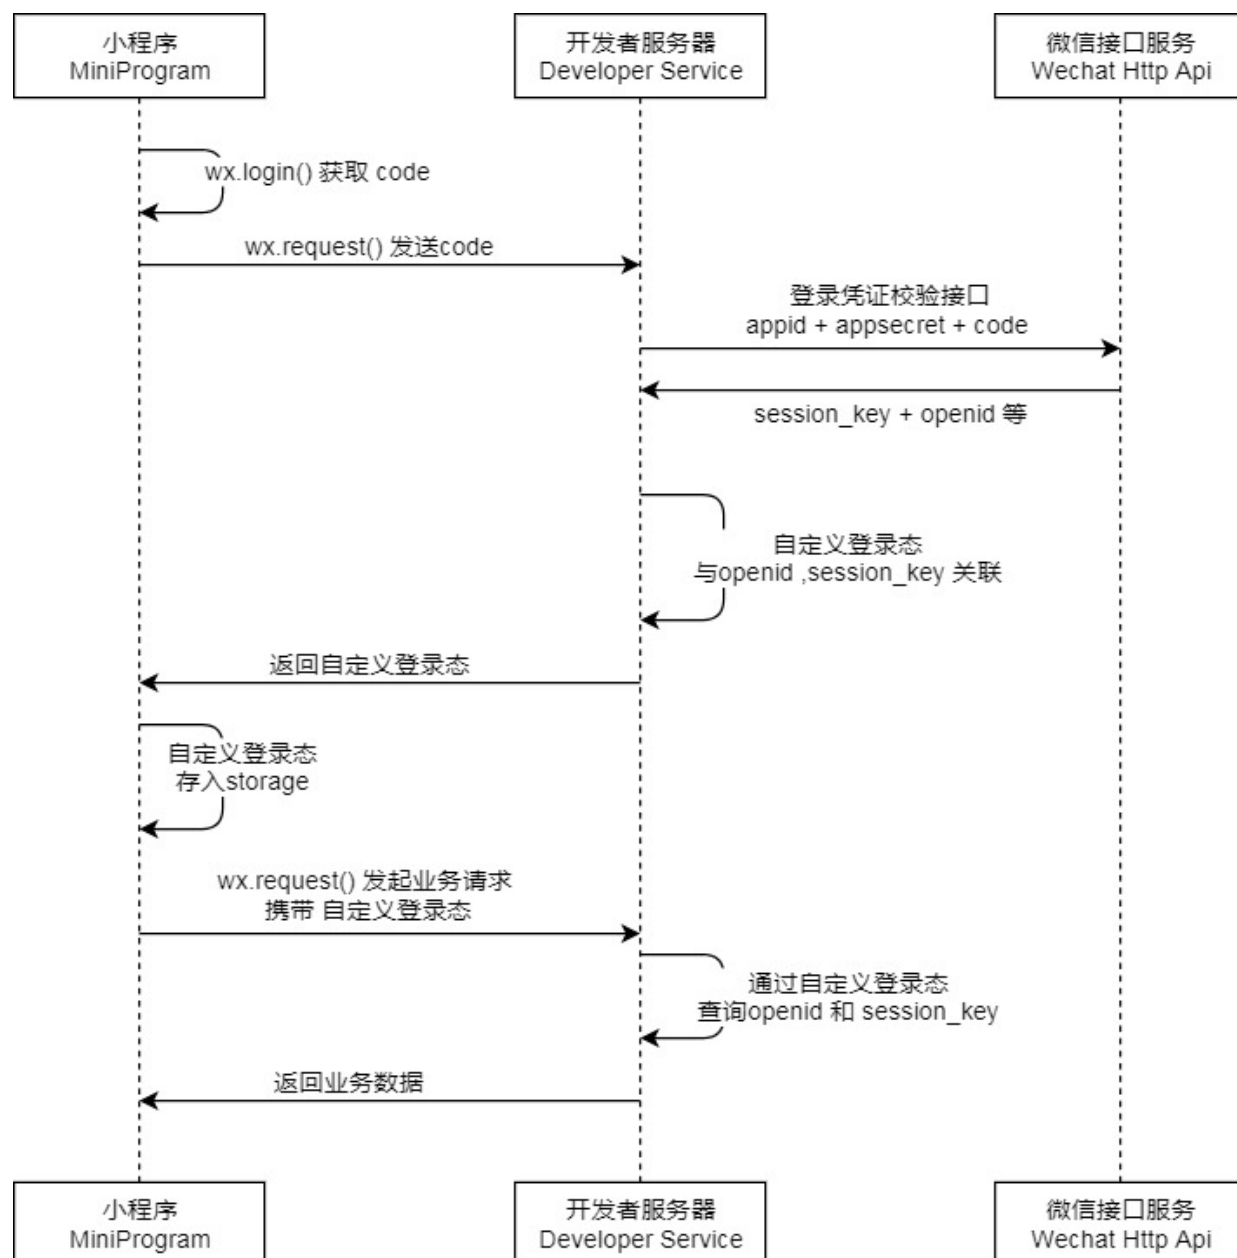 小程序
MiniProgram
开发者服务器
Developer Service
微信接口服务
Wechat Http Api
wx.login() 获取 code
wx.request() 发送code
登录凭证校验接口
appid + appsecret + code
session_key + openid 等
自定义登录态
与openid ,session_key 关联
返回自定义登录态
自定义登录态
存入storage
wx.request() 发起业务请求
携带 自定义登录态
通过自定义登录态
查询openid 和 session_key
返回业务数据
小程序
MiniProgram
开发者服务器
Developer Service
微信接口服务
Wechat Http Api